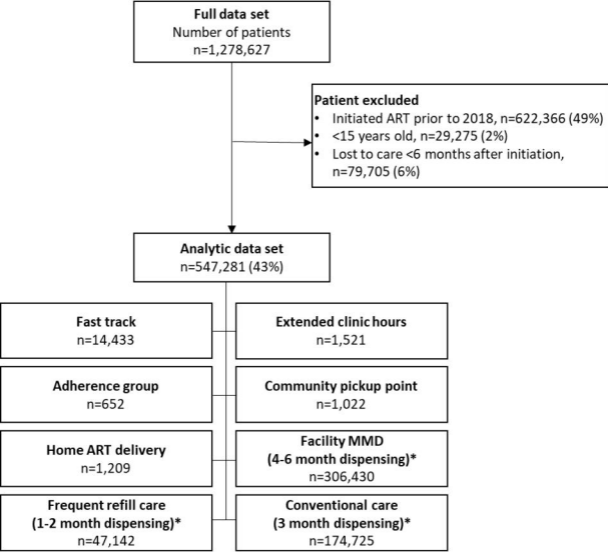 Full data set
Number of patients
n=1,278,627
Patient excluded
• Initiated ART prior to 2018, n=622,366 (49%)
• <15 years old, n=29,275 (2%)
• Lost to care <6 months after initiation,
n=79,705 (6%)
Analytic data set
n=547,281 (43%)
Fast track
n=14,433
Extended clinic hours
n=1,521
Adherence group
n=652
Community pickup point
n=1,022
Home ART delivery
n=1,209
Facility MMD
(4-6 month dispensing)*
n=306,430
Frequent refill care
(1-2 month dispensing)*
n=47,142
Conventional care
(3 month dispensing)*
n=174,725